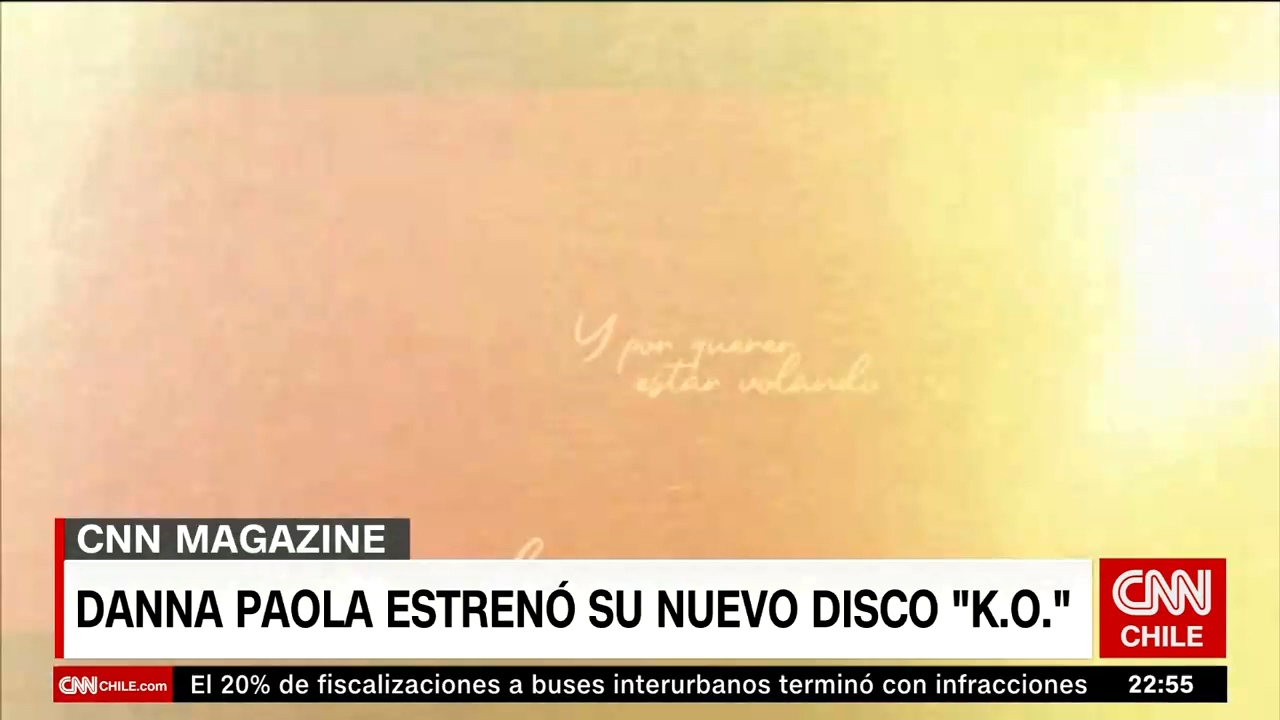 Y por querer
estar volando
CNN MAGAZINE
DANNA PAOLA ESTRENÓ SU NUEVO DISCO "K.O."
CNN
CHILE
CNNCHILE.com El 20% de fiscalizaciones a buses interurbanos terminó con infracciones 22:55